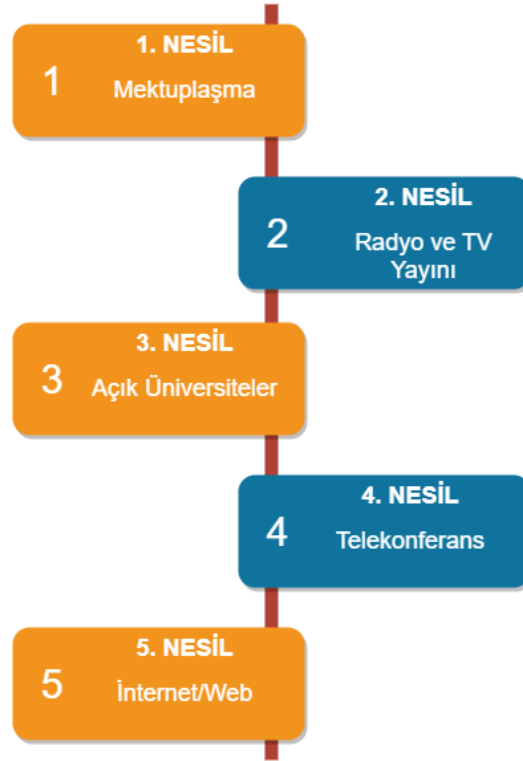 1. NESİL
1
Mektuplaşma
2. NESİL
2
Radyo ve TV
Yayını
3. NESİL
3
Açık Üniversiteler
4. NESİL
4
Telekonferans
5. NESİL
5
İnternet/Web